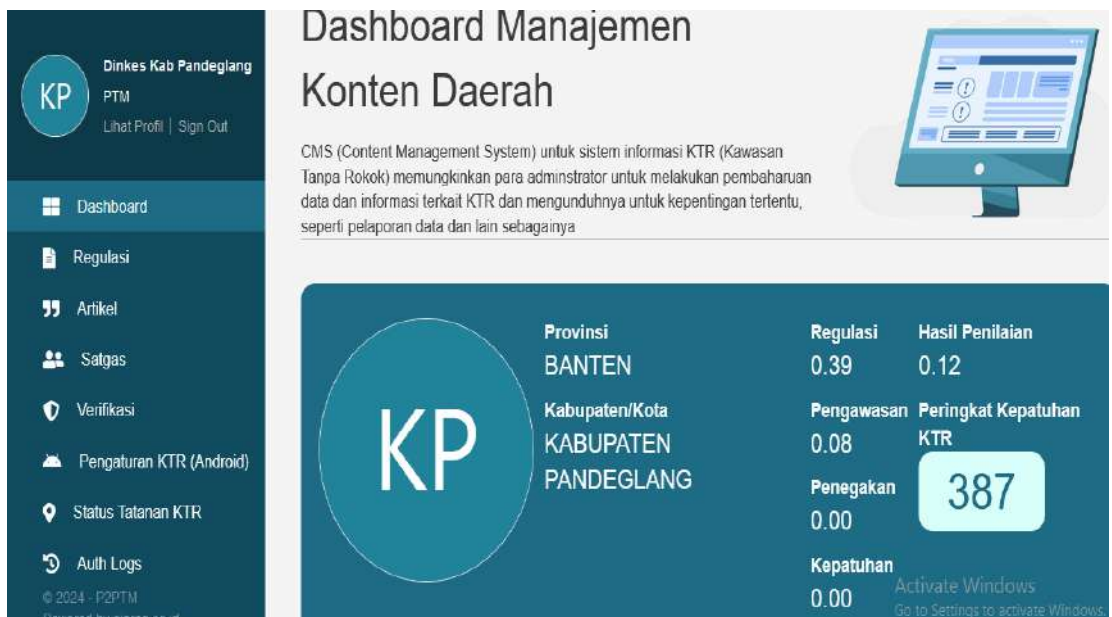 KP
Dinkes Kab Pandeglang
PTM
Lihat Profil | Sign Out
Dashboard
Regulasi
Artikel
Satgas
Verifikasi
Pengaturan KTR (Android)
Status Tatanan KTR
Auth Logs
© 2024 - P2PTM
Dashboard Manajemen
Konten Daerah
CMS (Content Management System) untuk sistem informasi KTR (Kawasan
Tanpa Rokok) memungkinkan para adminstrator untuk melakukan pembaharuan
data dan informasi terkait KTR dan mengunduhnya untuk kepentingan tertentu,
seperti pelaporan data dan lain sebagainya
KP
Provinsi
BANTEN
Kabupaten/Kota
KABUPATEN
PANDEGLANG
Regulasi
0.39
Pengawasan
0.08
Penegakan
0.00
Kepatuhan
0.00
Hasil Penilaian
0.12
Peringkat Kepatuhan
KTR
387
Activate Windows
Go to Settings to activate Windows.